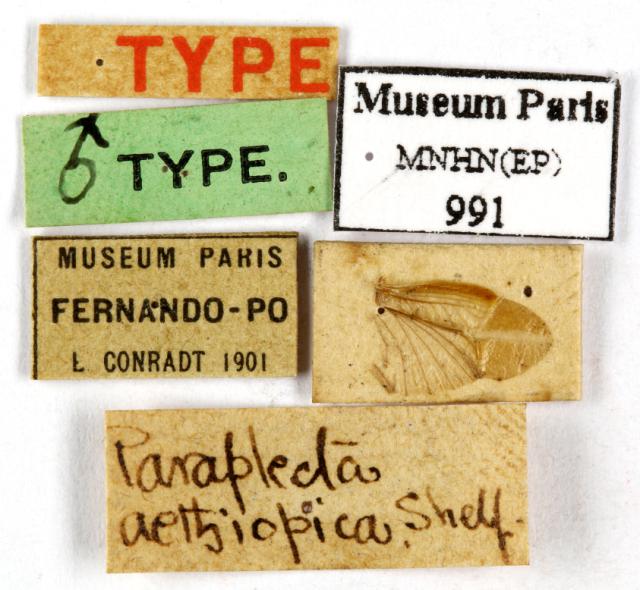 TYPE
♂ TYPE.
Museum Paris
MNHN(EP)
991
MUSEUM PARIS
FERNANDO-PO
L CONRADT 1901
Paraplecta
aethiopica, Shelf.